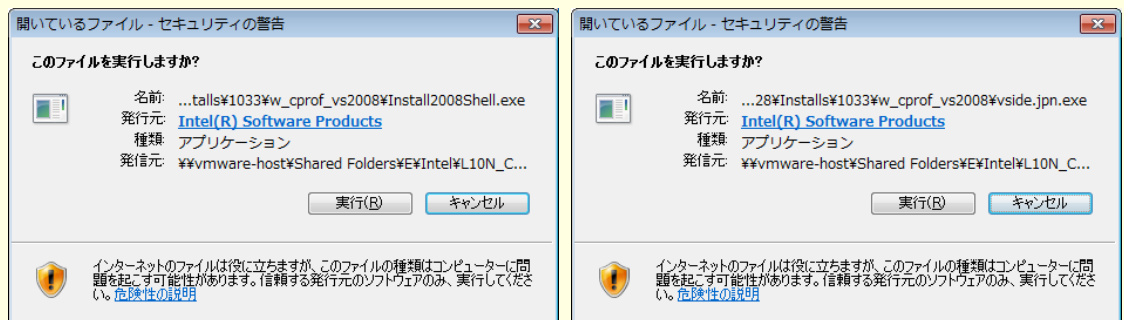 開いているファイル - セキュリティの警告
このファイルを実行しますか?
名前: ...talls¥1033¥w_cprof_vs2008¥Install2008Shell.exe
発行元: Intel(R) Software Products
種類: アプリケーション
発信元: ¥¥vmware-host¥Shared Folders¥E¥Intel¥L10N_C...
実行(R) キャンセル
インターネットのファイルは役に立ちますが、このファイルの種類はコンピューターに問
題を起こす可能性があります。信頼する発行元のソフトウェアのみ、実行してくださ
い。危険性の説明
開いているファイル - セキュリティの警告
このファイルを実行しますか?
名前: ...28¥Installs¥1033¥w_cprof_vs2008¥vside.jpn.exe
発行元: Intel(R) Software Products
種類: アプリケーション
発信元: ¥¥vmware-host¥Shared Folders¥E¥Intel¥L10N_C...
実行(R) キャンセル
インターネットのファイルは役に立ちますが、このファイルの種類はコンピューターに問
題を起こす可能性があります。信頼する発行元のソフトウェアのみ、実行してくださ
い。危険性の説明